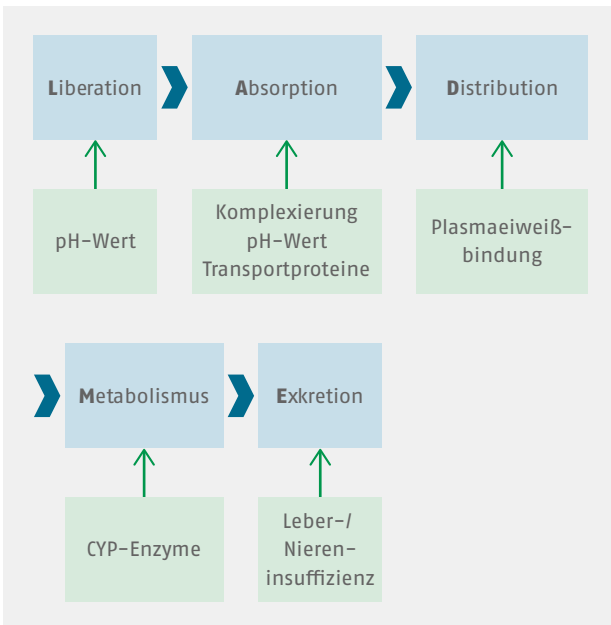 Liberation
Absorption
Distribution
pH-Wert
Komplexierung
pH-Wert
Transportproteine
Plasmaeiweiß-
bindung
Metabolismus
Exkretion
CYP-Enzyme
Leber-/
Nieren-
insuffizienz